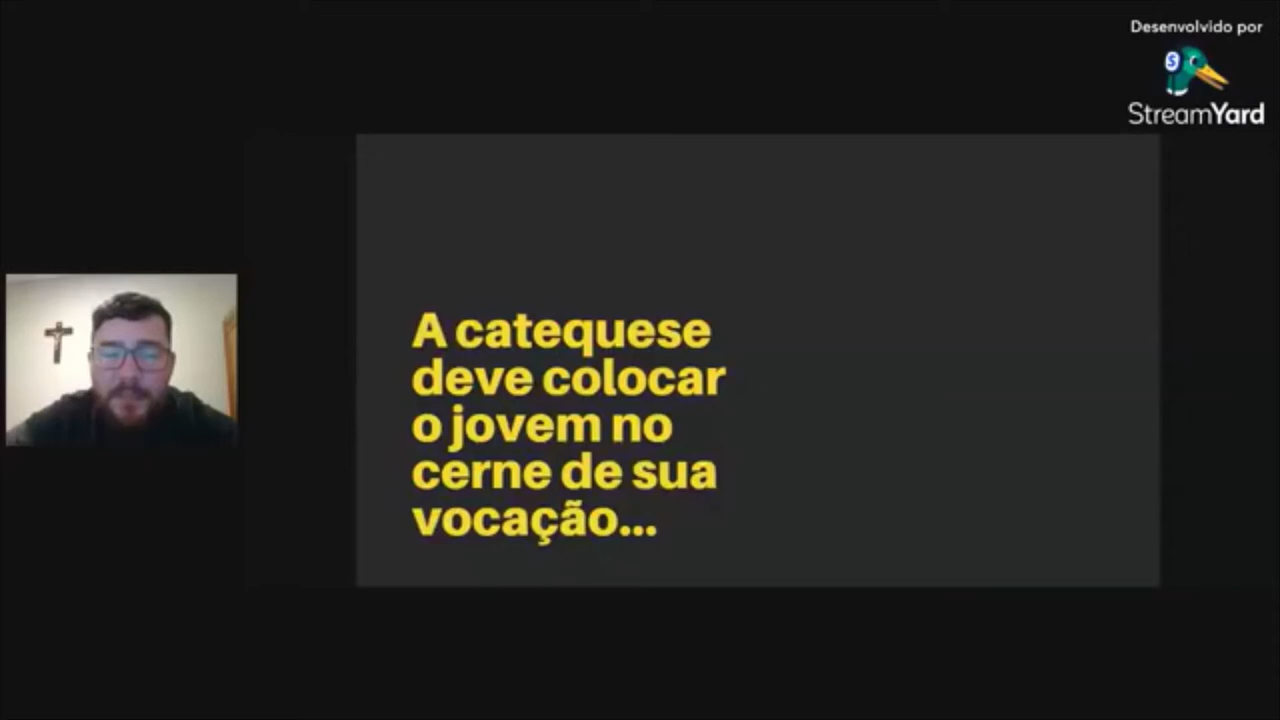 Desenvolvido por
StreamYard
A catequese
deve colocar
o jovem no
cerne de sua
vocação...